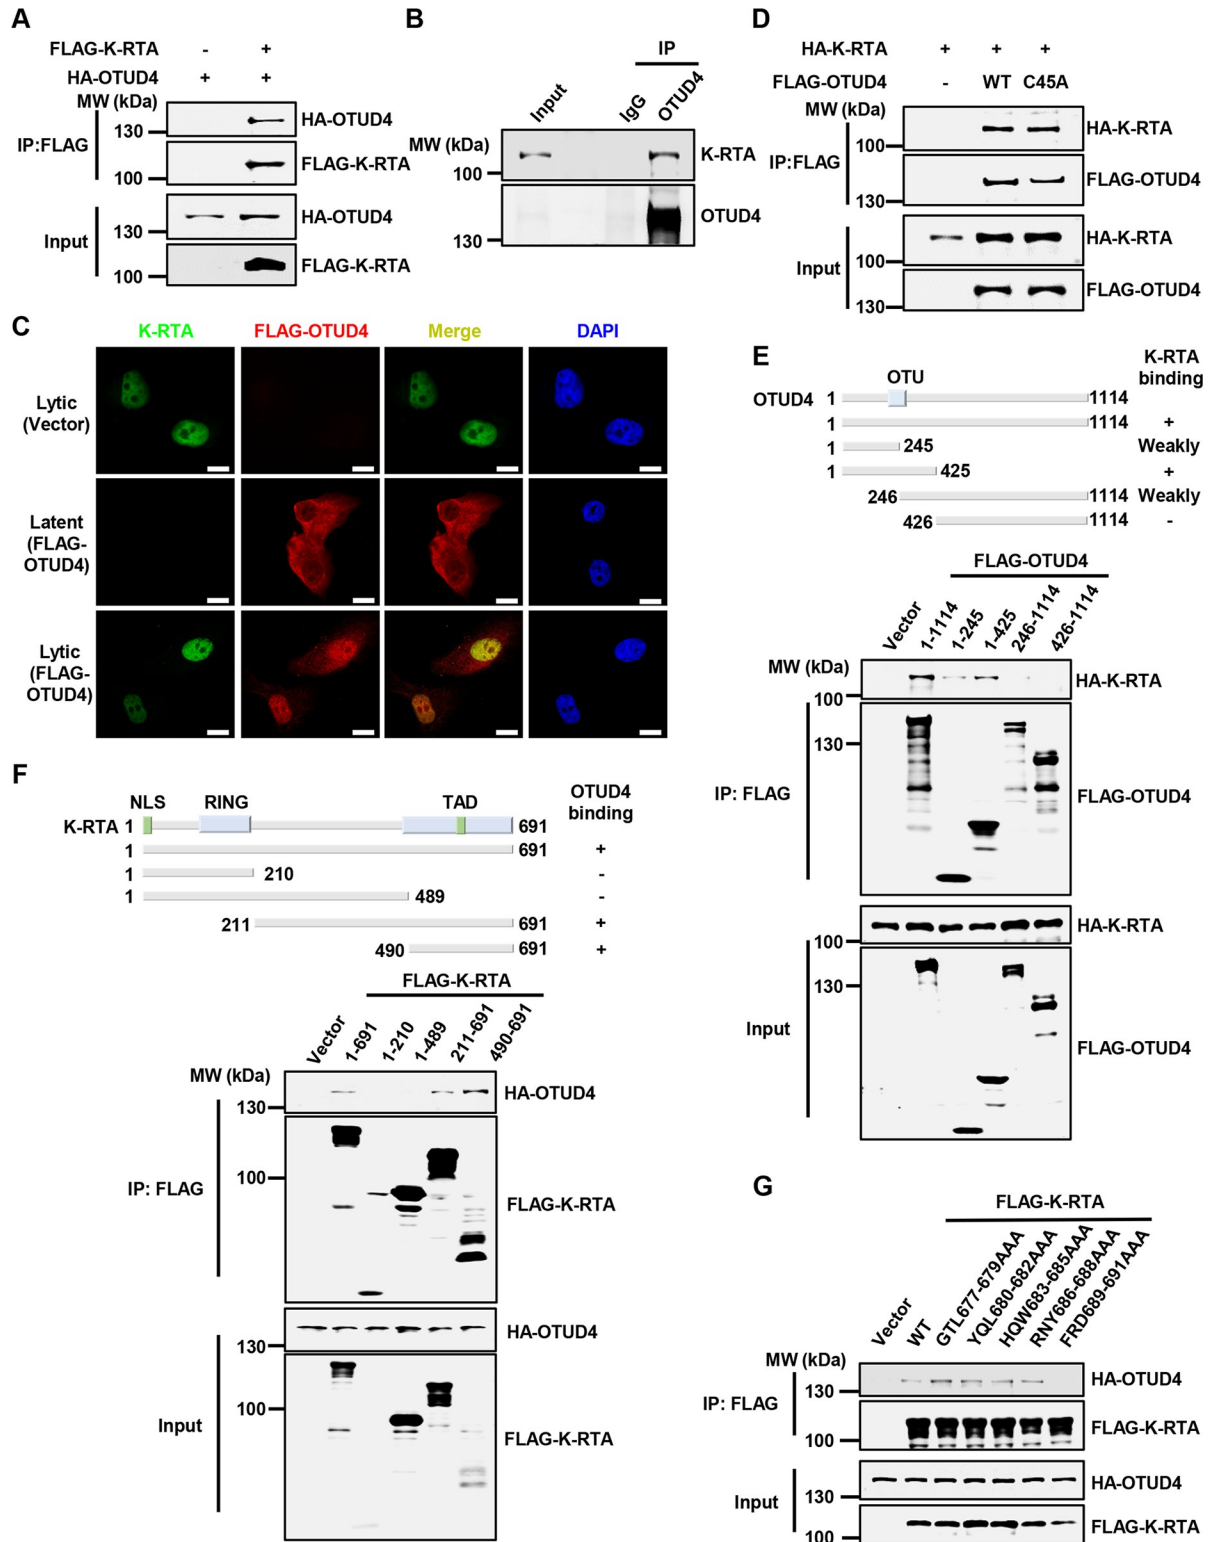 A
FLAG-K-RTA - +
HA-OTUD4 + +
MW (kDa)
IP:FLAG
130
HA-OTUD4
100
FLAG-K-RTA
Input
130
HA-OTUD4
100
FLAG-K-RTA
B
IP
Input IgG OTUD4
MW (kDa)
100
K-RTA
130
OTUD4
D
HA-K-RTA + + +
FLAG-OTUD4 - WT C45A
MW (kDa)
IP:FLAG
100
HA-K-RTA
130
FLAG-OTUD4
Input
100
HA-K-RTA
130
FLAG-OTUD4
C
K-RTA FLAG-OTUD4 Merge DAPI
Lytic
(Vector)
Latent
(FLAG-
OTUD4)
Lytic
(FLAG-
OTUD4)
E
K-RTA
binding
OTU
OTUD4 1 1114
1 1114 +
1 245 Weakly
1 425 +
246 1114 Weakly
426 1114 -
FLAG-OTUD4
Vector 1-1114 1-245 1-425 246-1114 426-1114
MW (kDa)
100
HA-K-RTA
130
IP: FLAG
FLAG-OTUD4
100
HA-K-RTA
130
Input
FLAG-OTUD4
F
OTUD4
binding
NLS RING TAD
K-RTA 1 691
1 691 +
1 210 -
1 489 -
211 691 +
490 691 +
FLAG-K-RTA
Vector 1-691 1-210 1-489 211-691 490-691
MW (kDa)
130
HA-OTUD4
100
IP: FLAG
FLAG-K-RTA
130
HA-OTUD4
100
Input
FLAG-K-RTA
G
FLAG-K-RTA
Vector WT GTL677-679AAA YQL680-682AAA HQW683-685AAA RNY686-688AAA FRD689-691AAA
MW (kDa)
IP: FLAG
130
HA-OTUD4
100
FLAG-K-RTA
Input
130
HA-OTUD4
100
FLAG-K-RTA